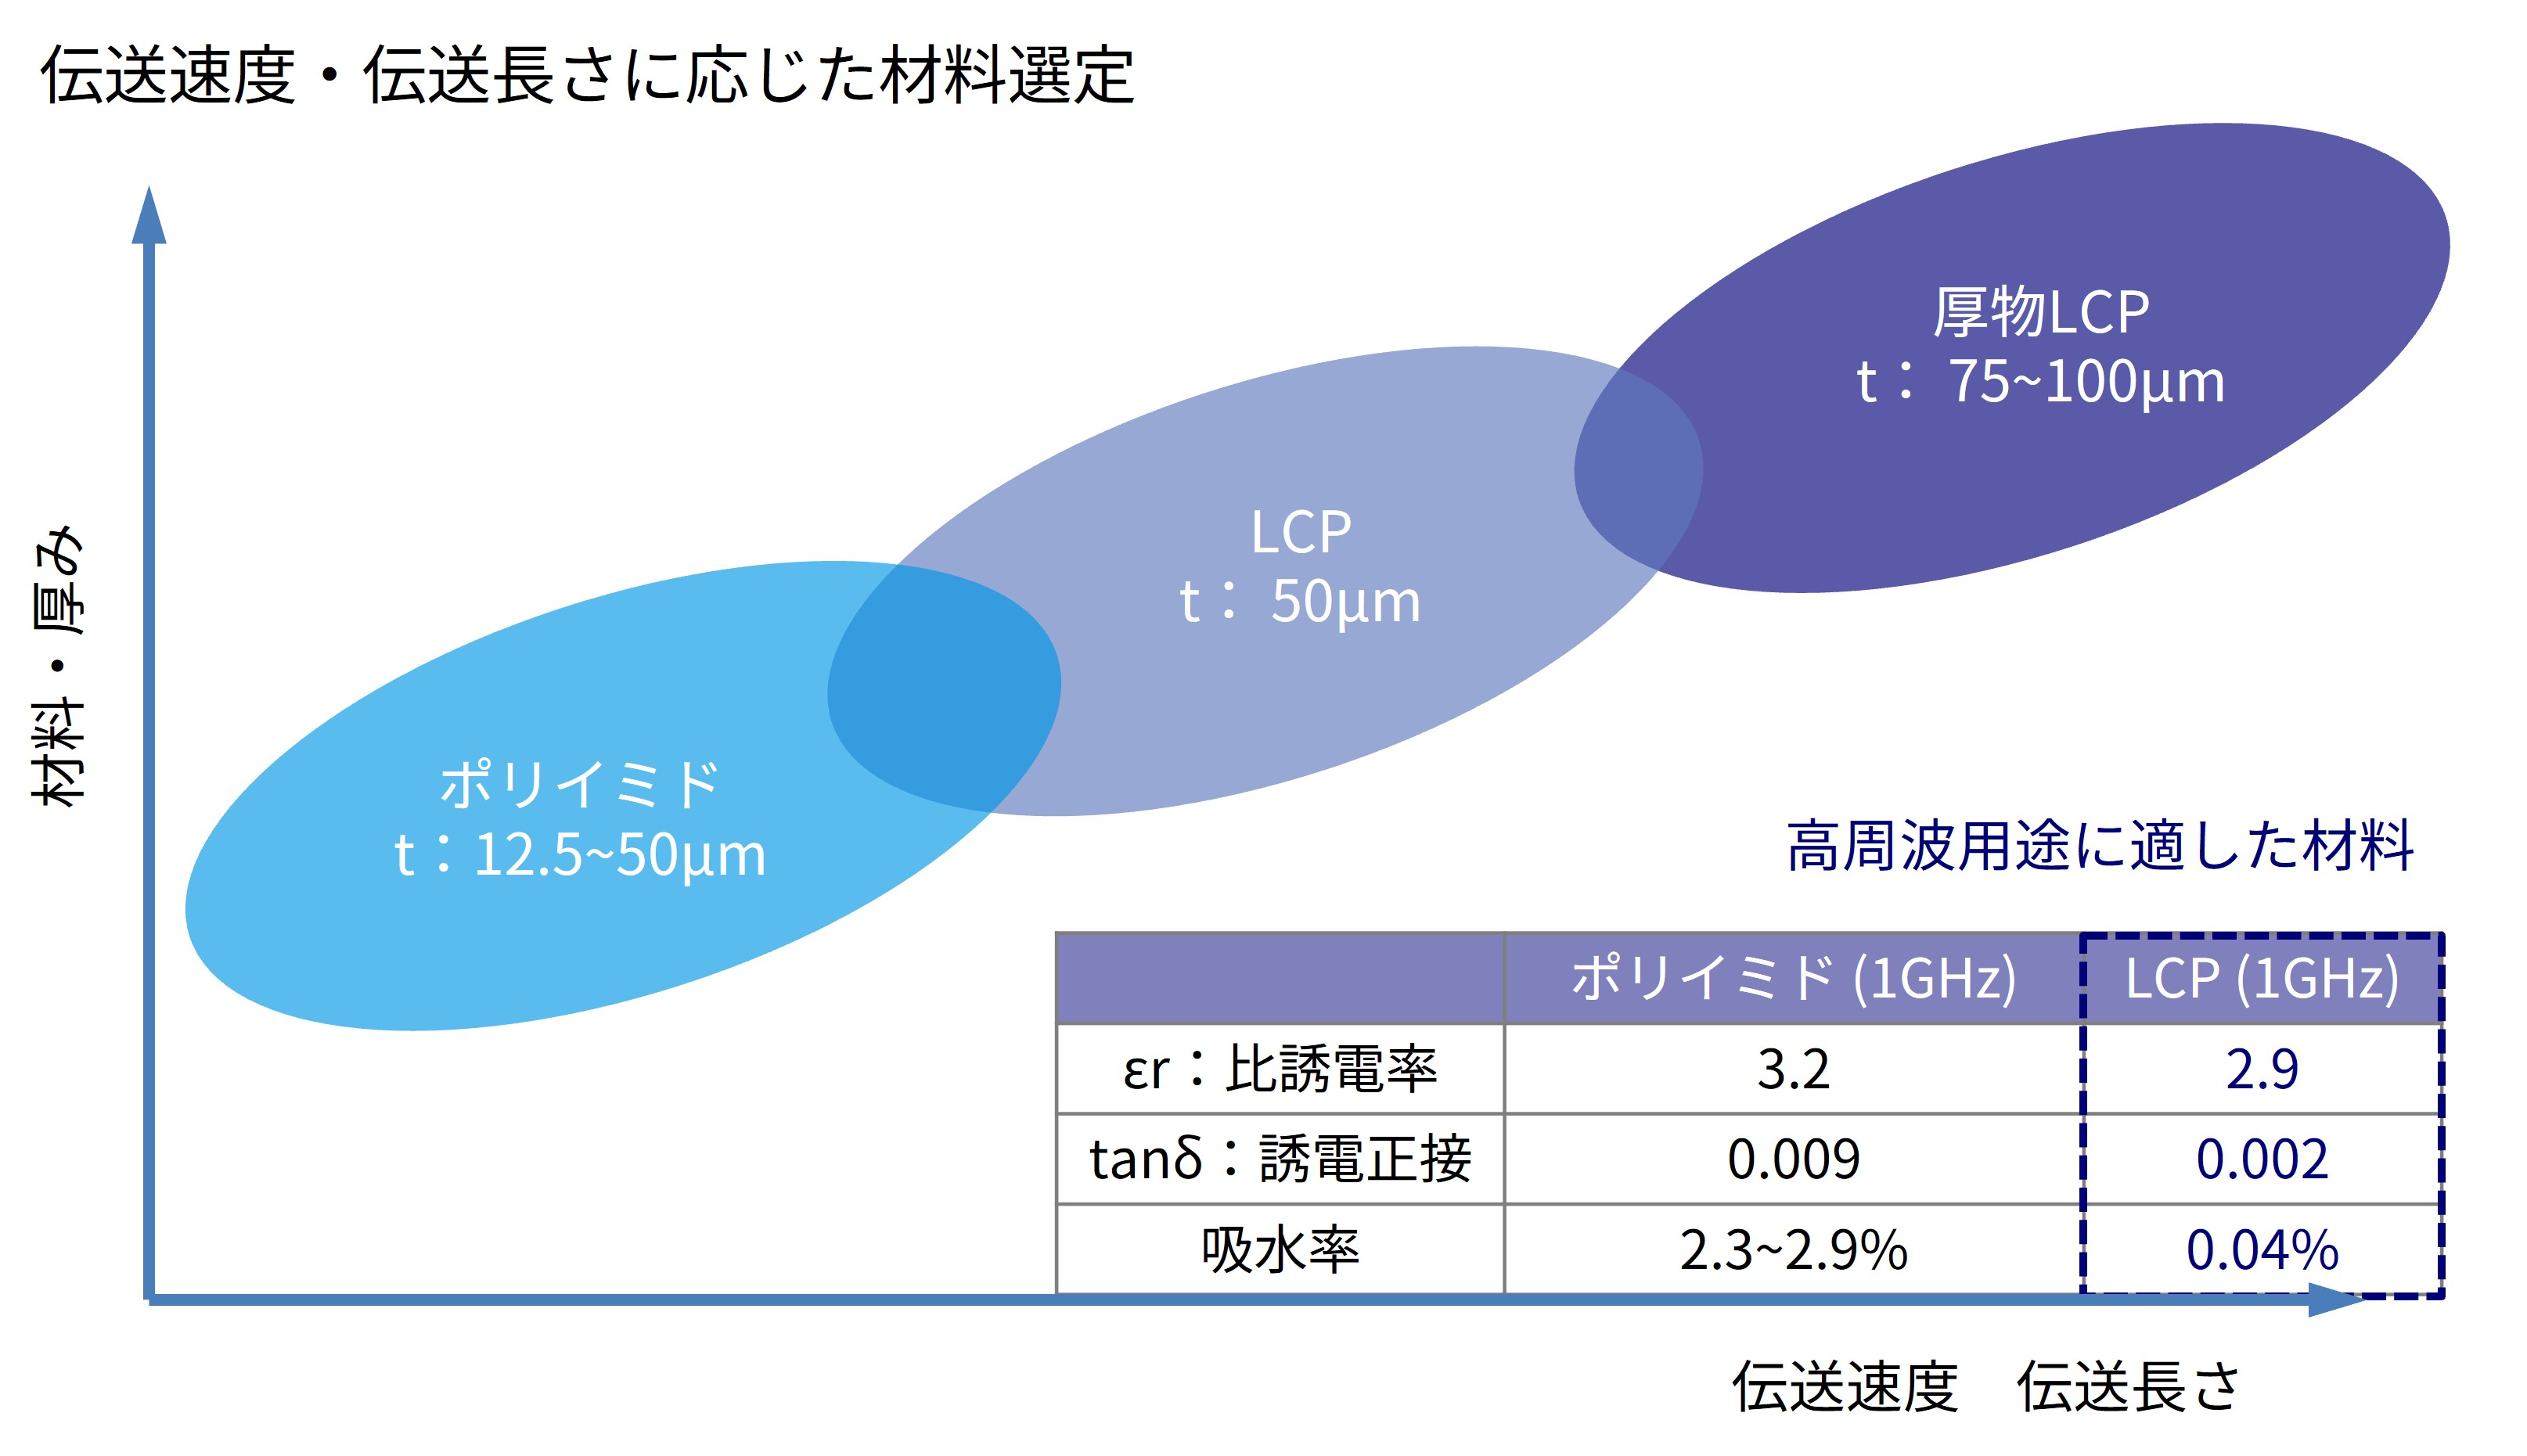 伝送速度・伝送長さに応じた材料選定
厚物LCP
t： 75~100μm
LCP
t： 50μm
材料・厚み
ポリイミド
t：12.5~50μm
高周波用途に適した材料
ポリイミド (1GHz) LCP (1GHz)
εr：比誘電率 3.2 2.9
tanδ：誘電正接 0.009 0.002
吸水率 2.3~2.9% 0.04%
伝送速度　伝送長さ